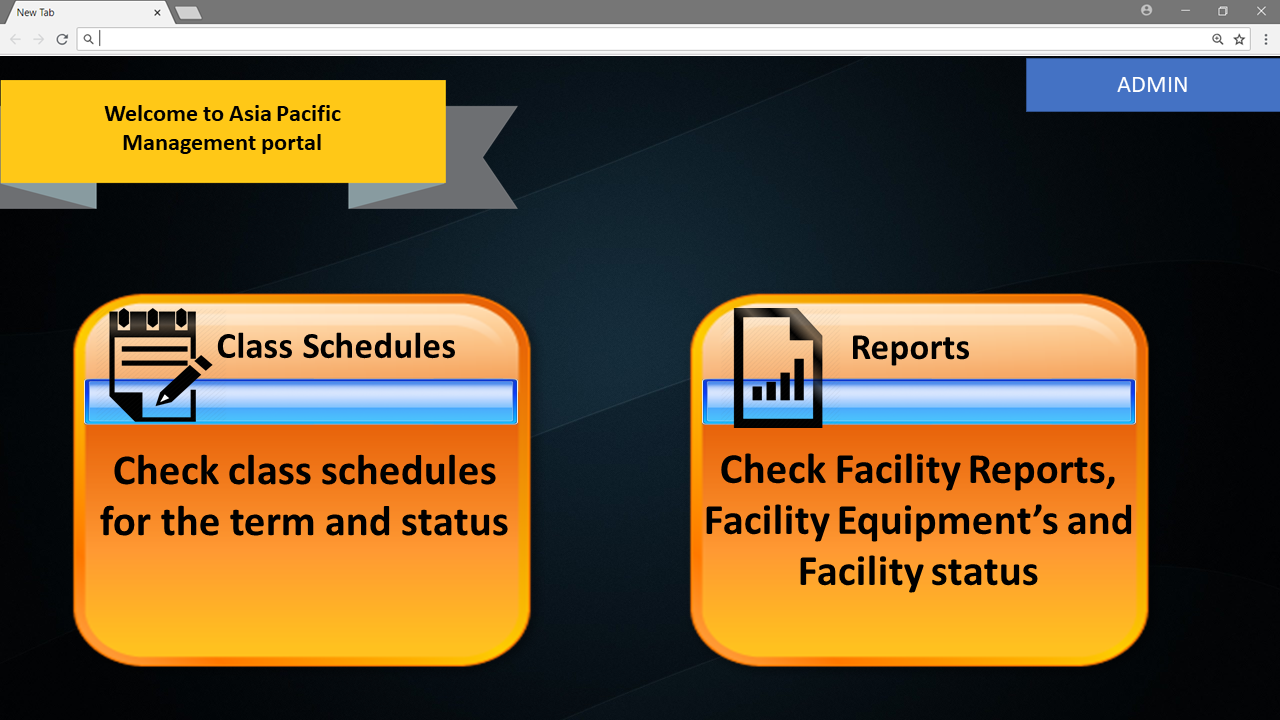 New Tab
ADMIN
Welcome to Asia Pacific
Management portal
Class Schedules
Check class schedules
for the term and status
Reports
Check Facility Reports,
Facility Equipment’s and
Facility status